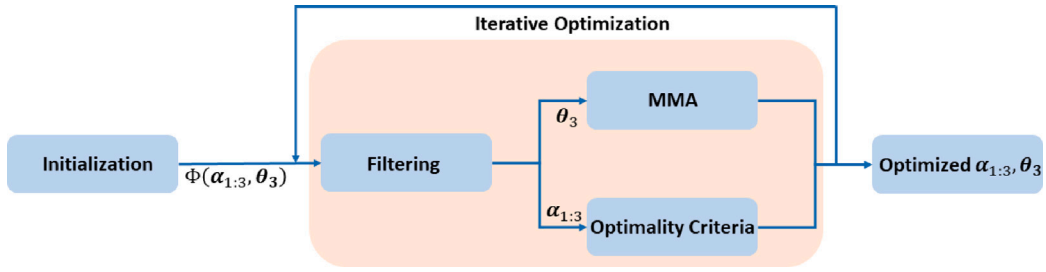 Iterative Optimization
MMA
θ₃
Initialization
Filtering
Optimized α₁:₃, θ₃
Φ(α₁:₃, θ₃)
α₁:₃
Optimality Criteria